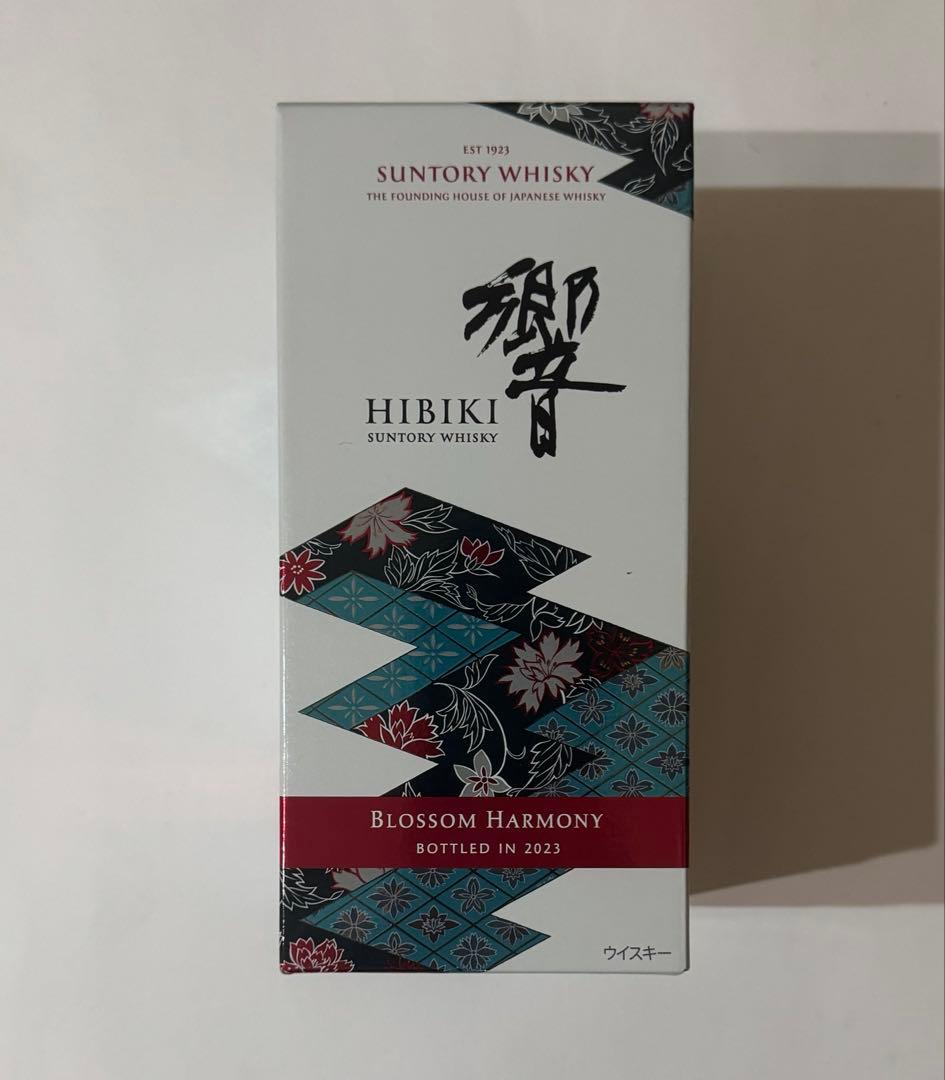 EST 1923
SUNTORY WHISKY
THE FOUNDING HOUSE OF JAPANESE WHISKY
響
HIBIKI
SUNTORY WHISKY
BLOSSOM HARMONY
BOTTLED IN 2023
ウイスキー